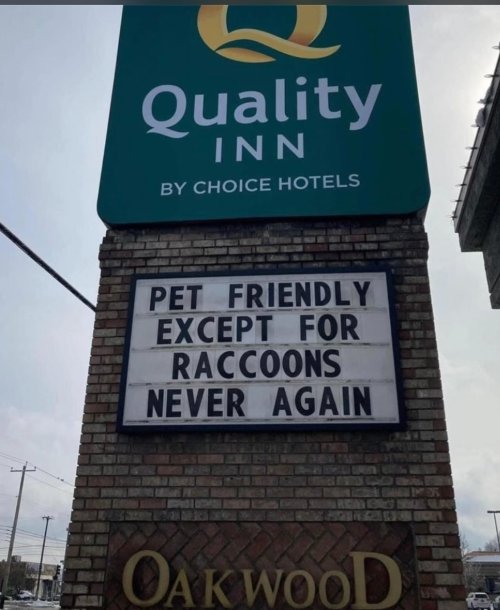 Quality
INN
BY CHOICE HOTELS
PET FRIENDLY
EXCEPT FOR
RACCOONS
NEVER AGAIN
OAKWOOD